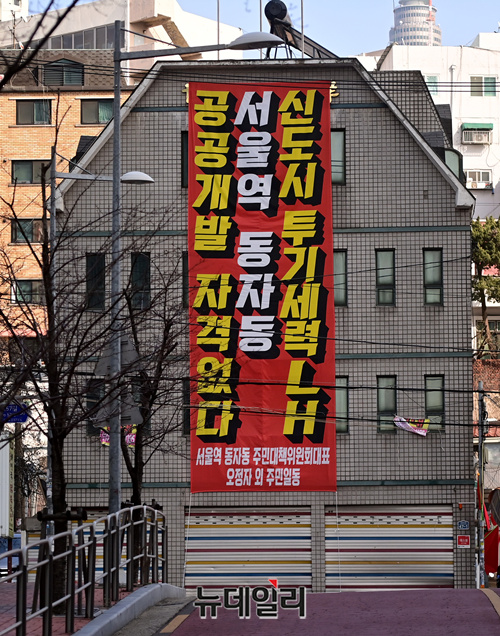 신도시 투기세력 LH
서울역 동자동
공공개발 자격없다
서울역 동자동 주민대책위원회대표
오정자 외 주민일동
뉴데일리